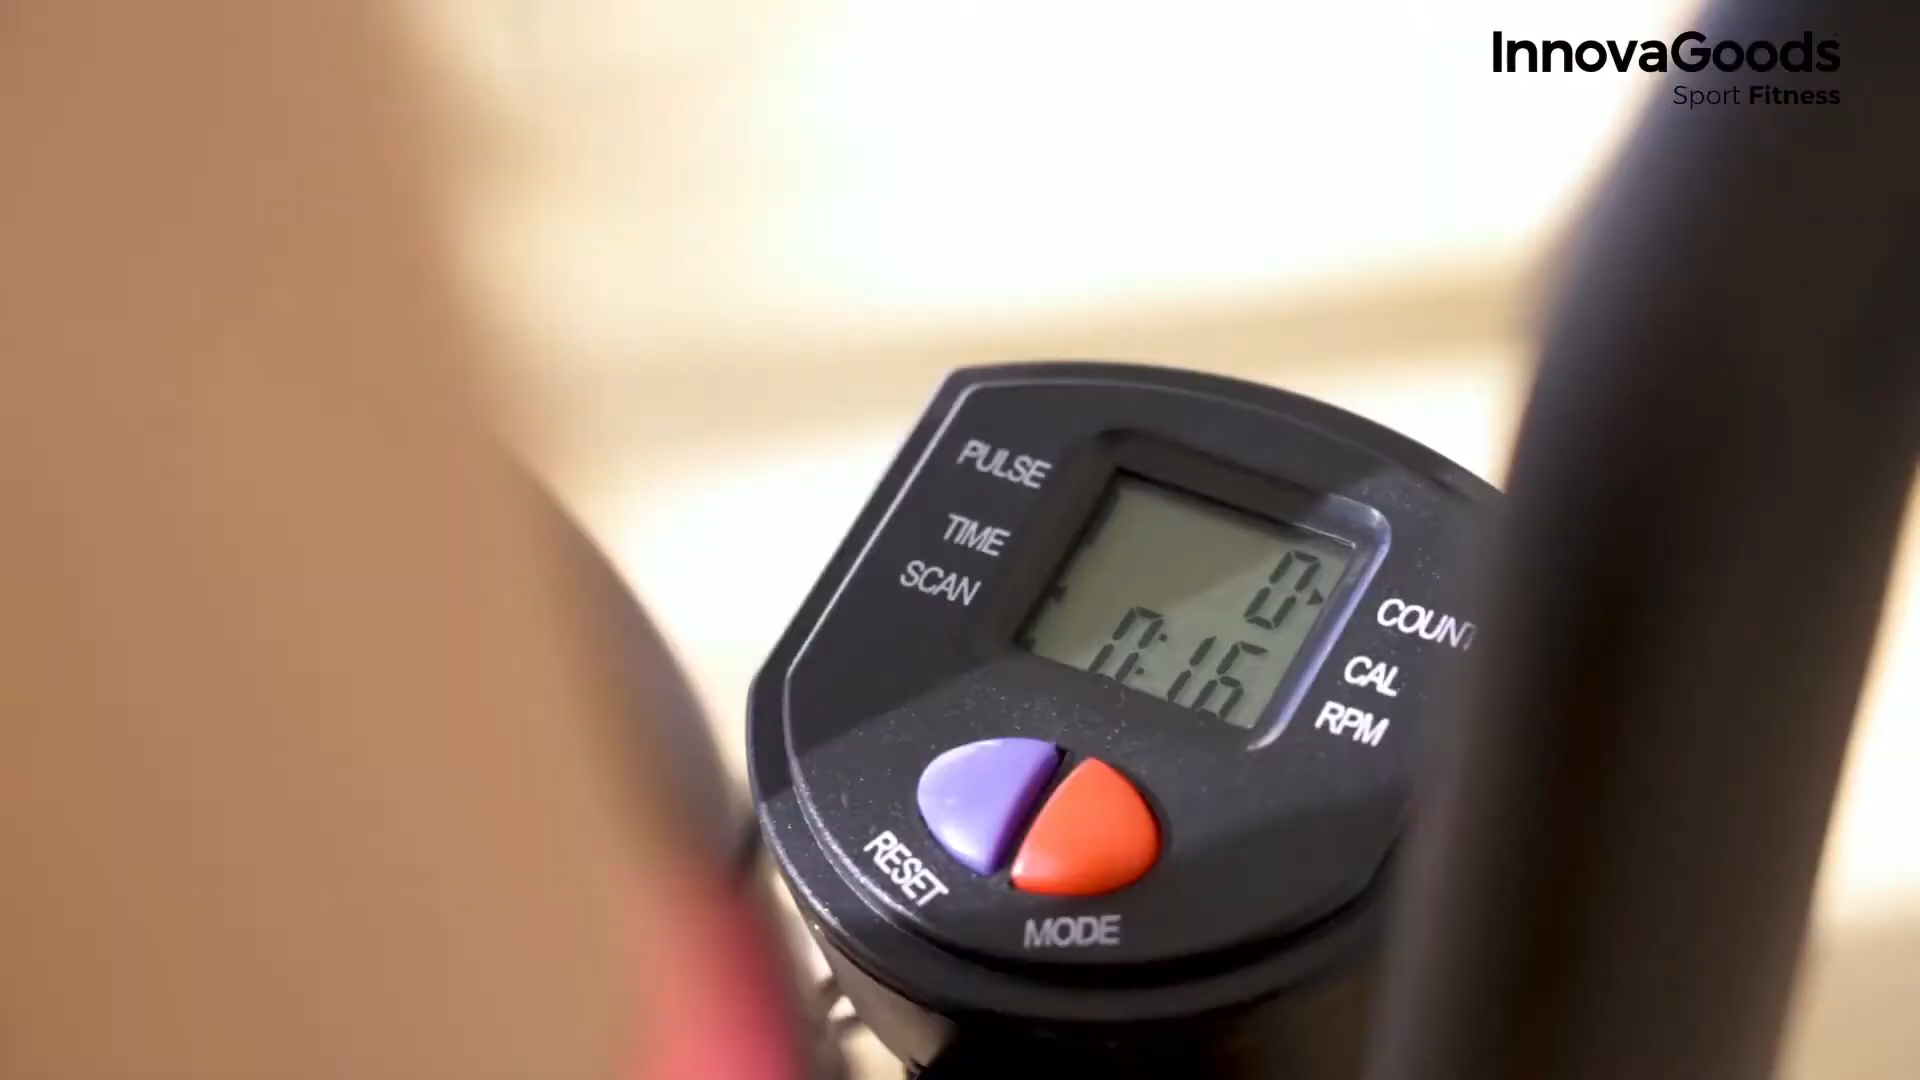 InnovaGoods
Sport Fitness
PULSE
TIME
SCAN
0
0:16
COUNT
CAL
RPM
RESET
MODE